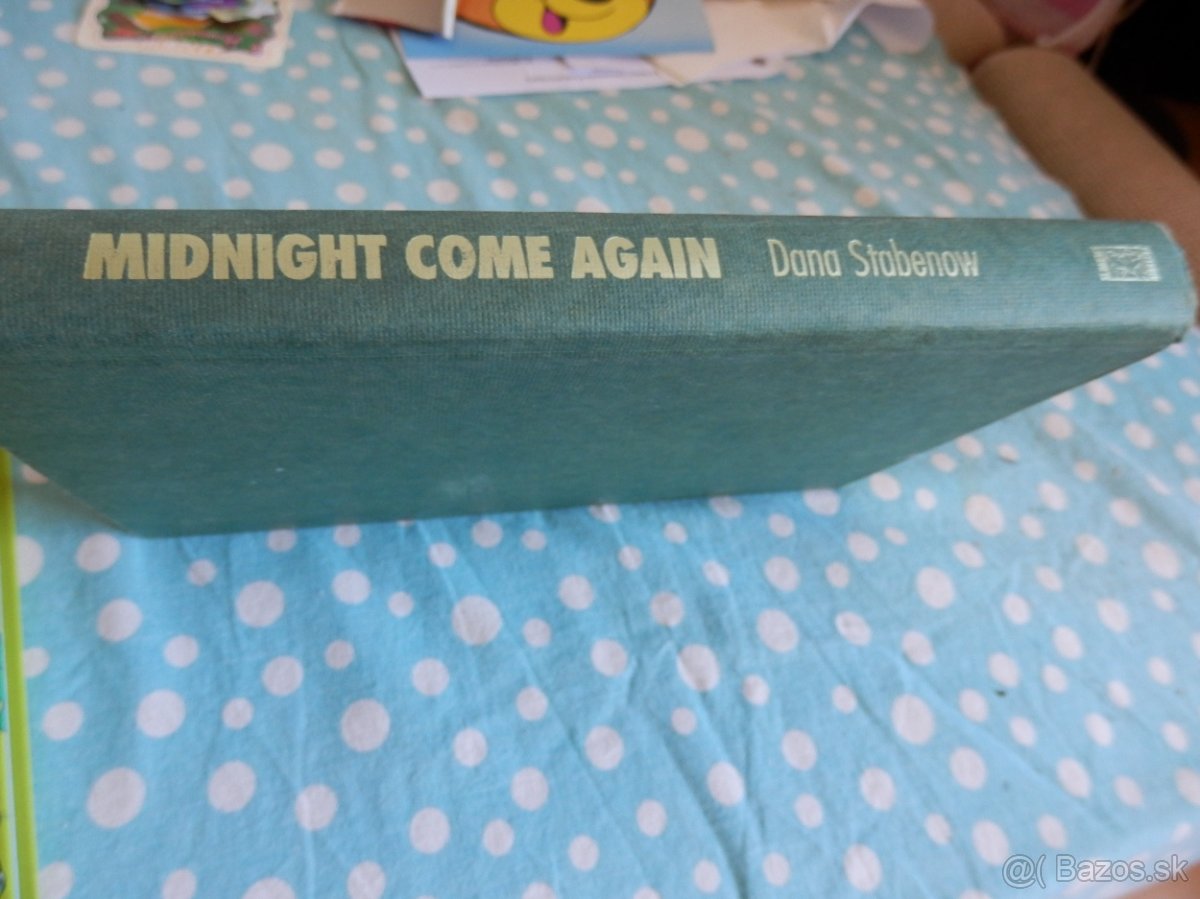 MIDNIGHT COME AGAIN Dana Stabenow
@( Bazos.sk